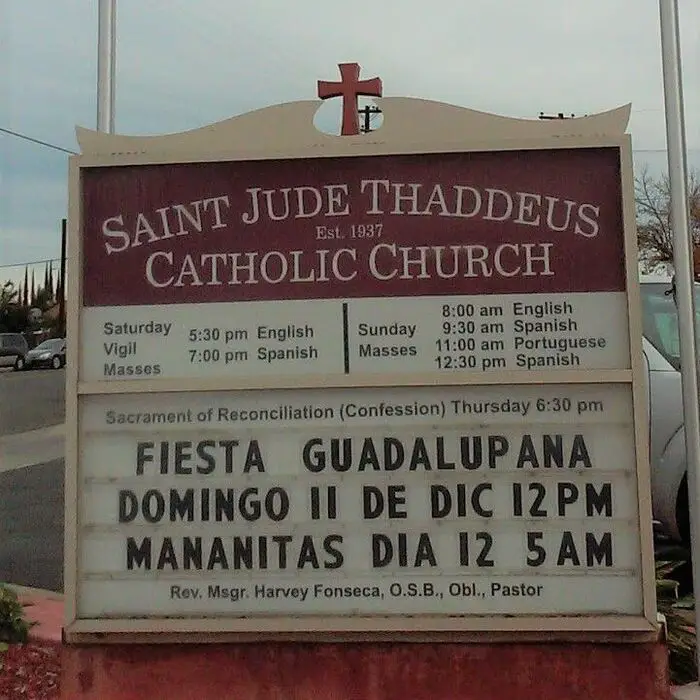 SAINT JUDE THADDEUS
Est. 1937
CATHOLIC CHURCH
Saturday
Vigil
Masses
5:30 pm English
7:00 pm Spanish
Sunday
Masses
8:00 am English
9:30 am Spanish
11:00 am Portuguese
12:30 pm Spanish
Sacrament of Reconciliation (Confession) Thursday 6:30 pm
FIESTA GUADALUPANA
DOMINGO 11 DE DIC 12PM
MANANITAS DIA 12 5AM
Rev. Msgr. Harvey Fonseca, O.S.B., Obl., Pastor